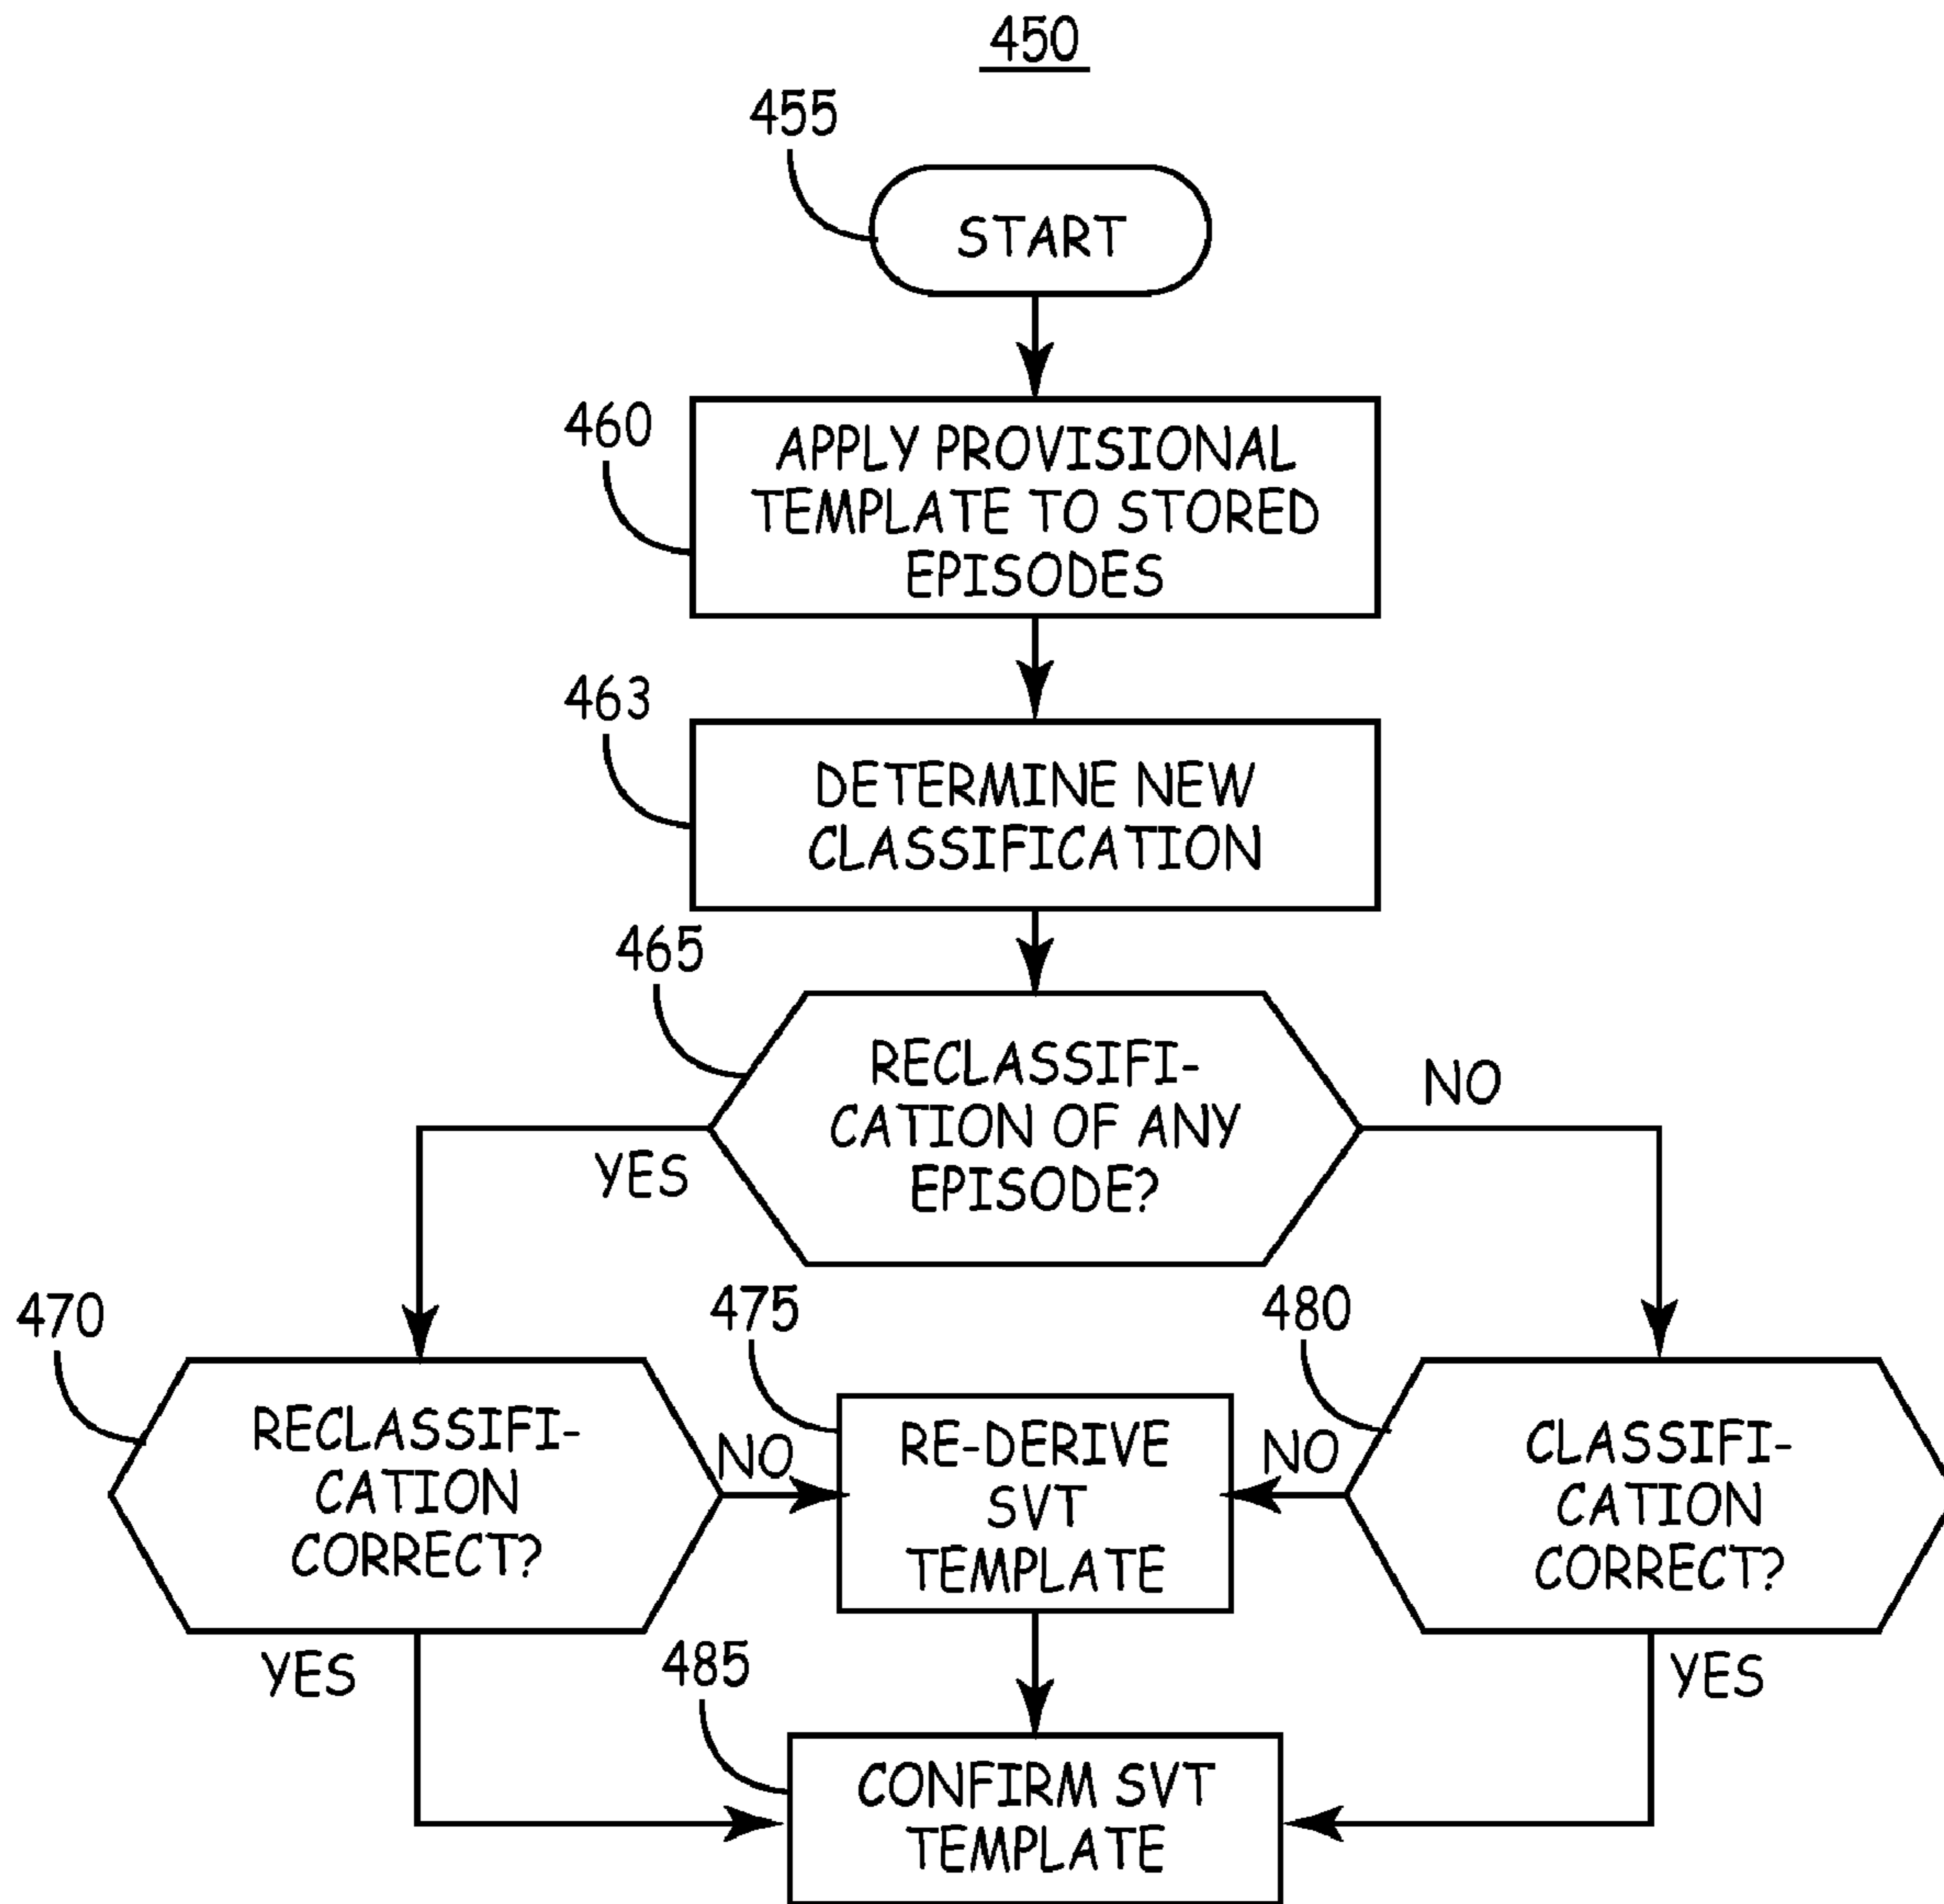 450
455
START
460
APPLY PROVISIONAL
TEMPLATE TO STORED
EPISODES
463
DETERMINE NEW
CLASSIFICATION
465
RECLASSIFI-
CATION OF ANY
EPISODE?
YES
NO
470
RECLASSIFI-
CATION
CORRECT?
NO
YES
475
RE-DERIVE
SVT
TEMPLATE
480
CLASSIFI-
CATION
CORRECT?
NO
YES
485
CONFIRM SVT
TEMPLATE